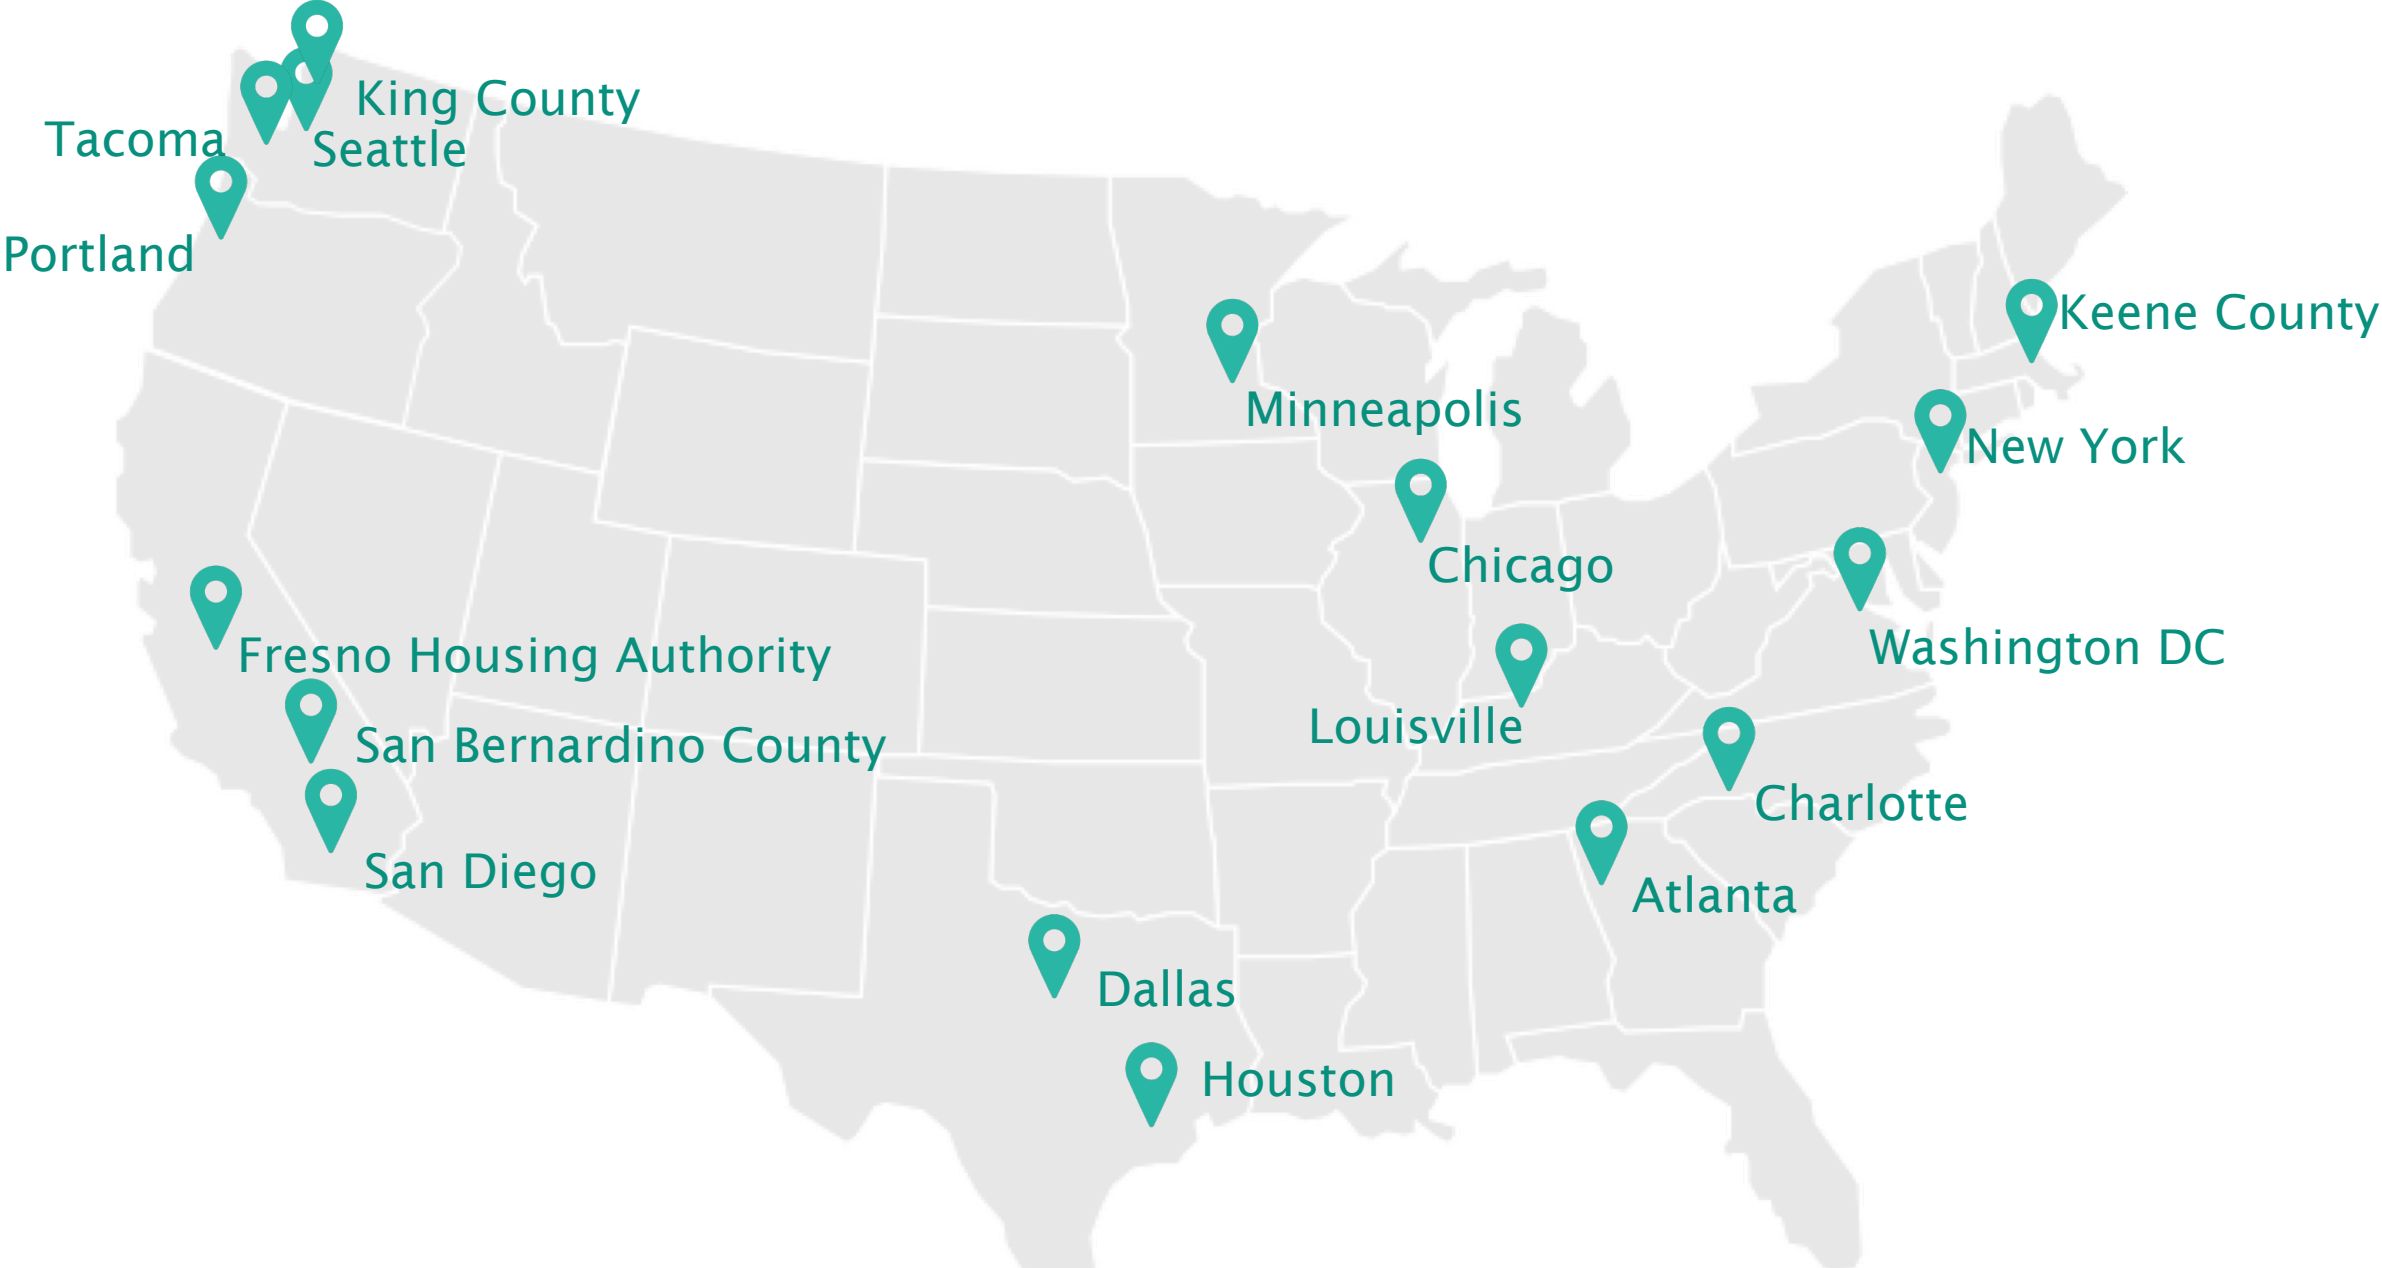 King County
Tacoma
Seattle
Portland
Keene County
Minneapolis
New York
Chicago
Washington DC
Fresno Housing Authority
Louisville
San Bernardino County
Charlotte
San Diego
Atlanta
Dallas
Houston